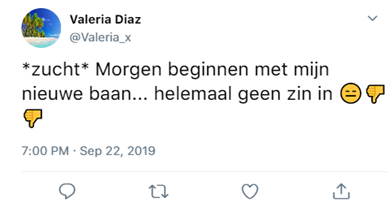 Valeria Diaz
@Valeria_x
*zucht* Morgen beginnen met mijn
nieuwe baan... helemaal geen zin in 😑👎
👎
7:00 PM · Sep 22, 2019